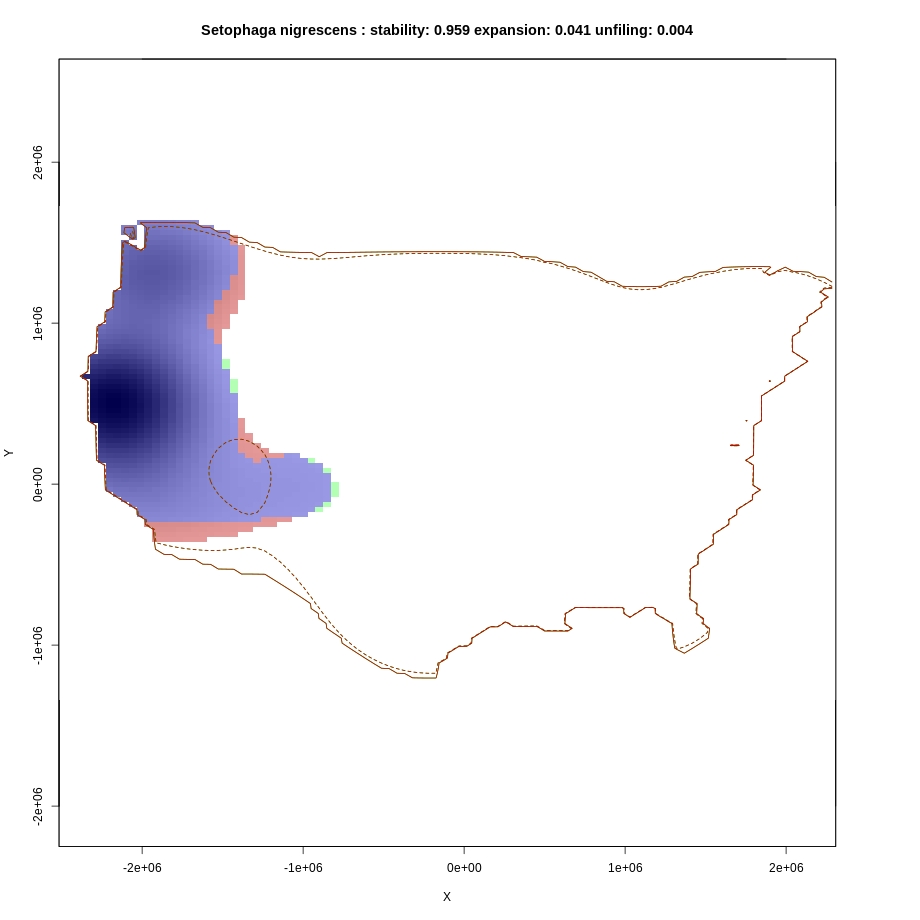 Setophaga nigrescens : stability: 0.959 expansion: 0.041 unfiling: 0.004
2e+06
1e+06
0e+00
-1e+06
-2e+06
Y
-2e+06 -1e+06 0e+00 1e+06 2e+06
X